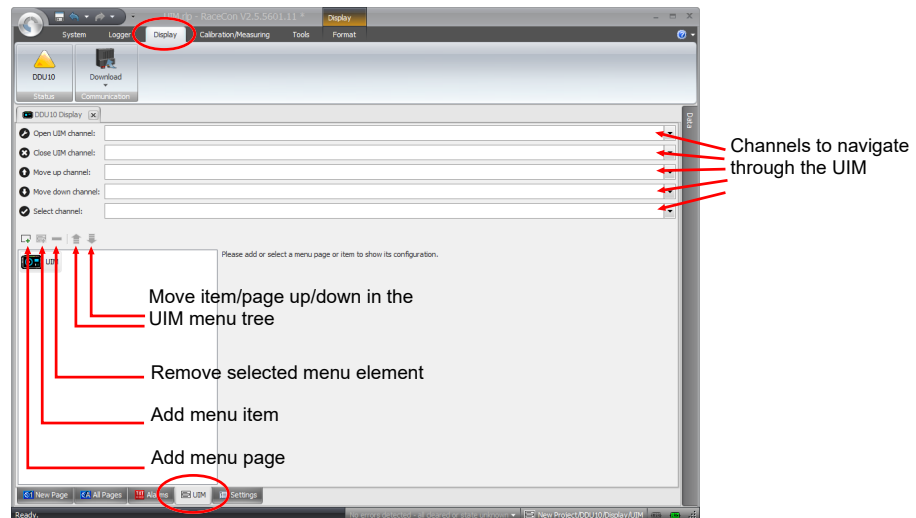 UIM.rcp - RaceCon V2.5.5601.11 *
Display
System Logger Display Calibration/Measuring Tools Format
DDU10
Download
Status
Communication
DDU10 Display
Data
Open UIM channel:
Close UIM channel:
Move up channel:
Move down channel:
Select channel:
Channels to navigate
through the UIM
UIM
Please add or select a menu page or item to show its configuration.
Move item/page up/down in the
UIM menu tree
Remove selected menu element
Add menu item
Add menu page
New Page All Pages Alarms UIM Settings
Ready.
New Project/DDU10/Display/UIM